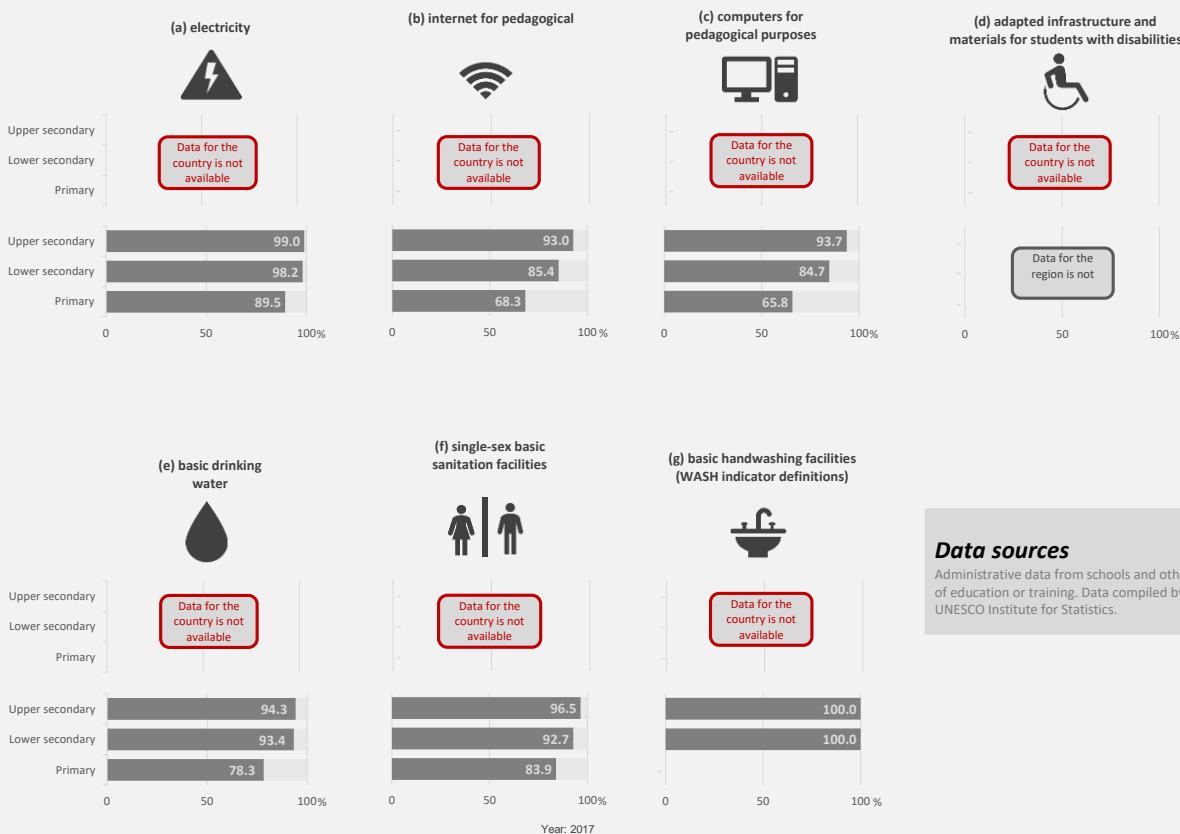 (a) electricity
(b) internet for pedagogical
(c) computers for
pedagogical purposes
(d) adapted infrastructure and
materials for students with disabilities
Upper secondary
Lower secondary
Primary
Data for the
country is not
available
Data for the
country is not
available
Data for the
country is not
available
Data for the
country is not
available
Upper secondary
Lower secondary
Primary
99.0
98.2
89.5
0 50 100%
93.0
85.4
68.3
0 50 100%
93.7
84.7
65.8
0 50 100%
Data for the
region is not
0 50 100%
(e) basic drinking
water
(f) single-sex basic
sanitation facilities
(g) basic handwashing facilities
(WASH indicator definitions)
Data sources
Administrative data from schools and oth
of education or training. Data compiled by
UNESCO Institute for Statistics.
Upper secondary
Lower secondary
Primary
Data for the
country is not
available
Data for the
country is not
available
Data for the
country is not
available
Upper secondary
Lower secondary
Primary
94.3
93.4
78.3
0 50 100%
96.5
92.7
83.9
0 50 100%
100.0
100.0
0 50 100 %
Year: 2017